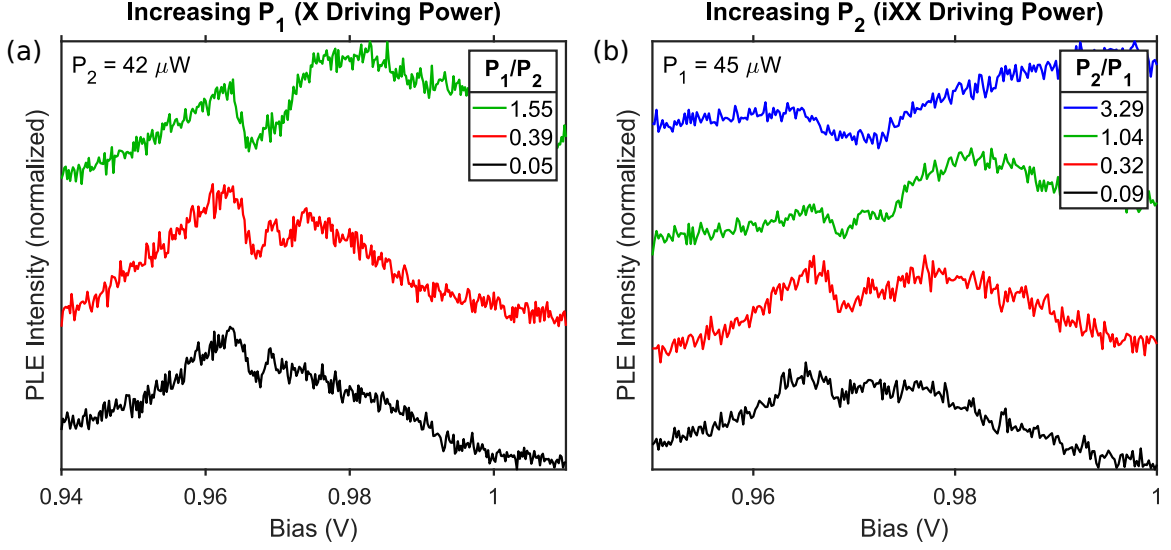 Increasing P₁ (X Driving Power)
(a)
P₂ = 42 μW
P₁/P₂
1.55
0.39
0.05
PLE Intensity (normalized)
0.94
0.96
0.98
1
Bias (V)
Increasing P₂ (iXX Driving Power)
(b)
P₁ = 45 μW
P₂/P₁
3.29
1.04
0.32
0.09
PLE Intensity (normalized)
0.96
0.98
1
Bias (V)